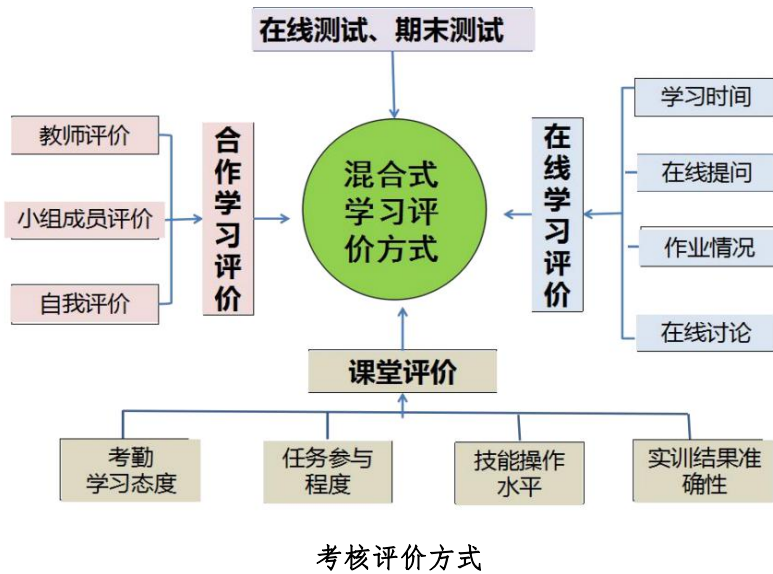 在线测试、期末测试
教师评价
小组成员评价
自我评价
合作学习评价
混合式
学习评
价方式
在线学习评价
学习时间
在线提问
作业情况
在线讨论
课堂评价
考勤
学习态度
任务参与
程度
技能操作
水平
实训结果准
确性
考核评价方式